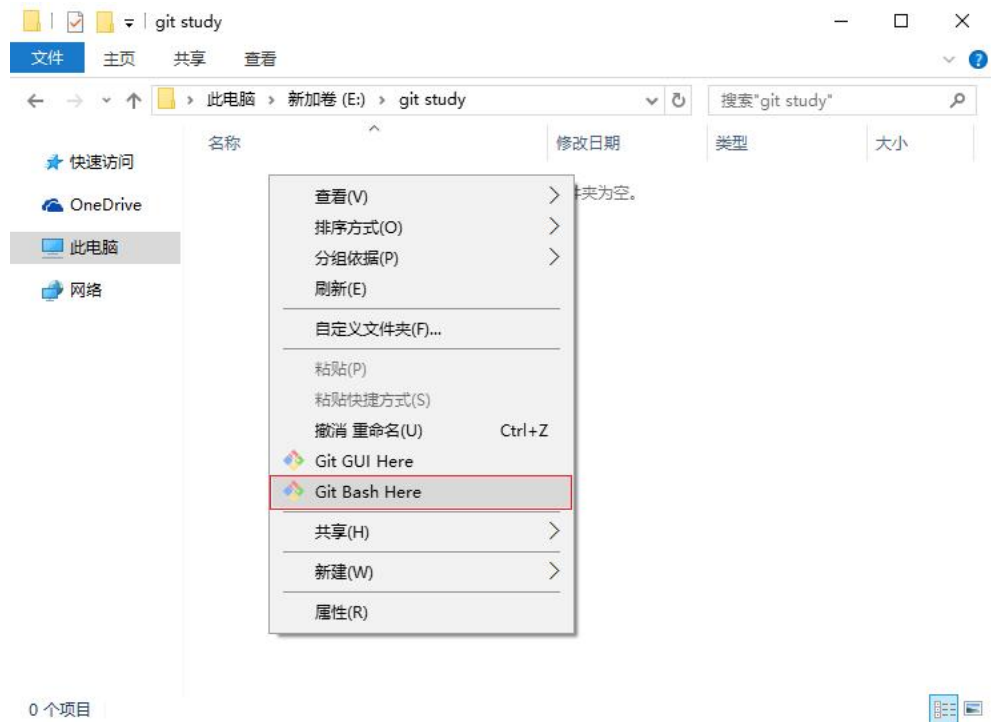 git study
文件 主页 共享 查看
此电脑 新加卷 (E:) git study 搜索"git study"
名称 修改日期 类型 大小
快速访问
OneDrive
此电脑
网络
夹为空。
查看(V)
排序方式(O)
分组依据(P)
刷新(E)
自定义文件夹(F)...
粘贴(P)
粘贴快捷方式(S)
撤消 重命名(U) Ctrl+Z
Git GUI Here
Git Bash Here
共享(H)
新建(W)
属性(R)
0 个项目